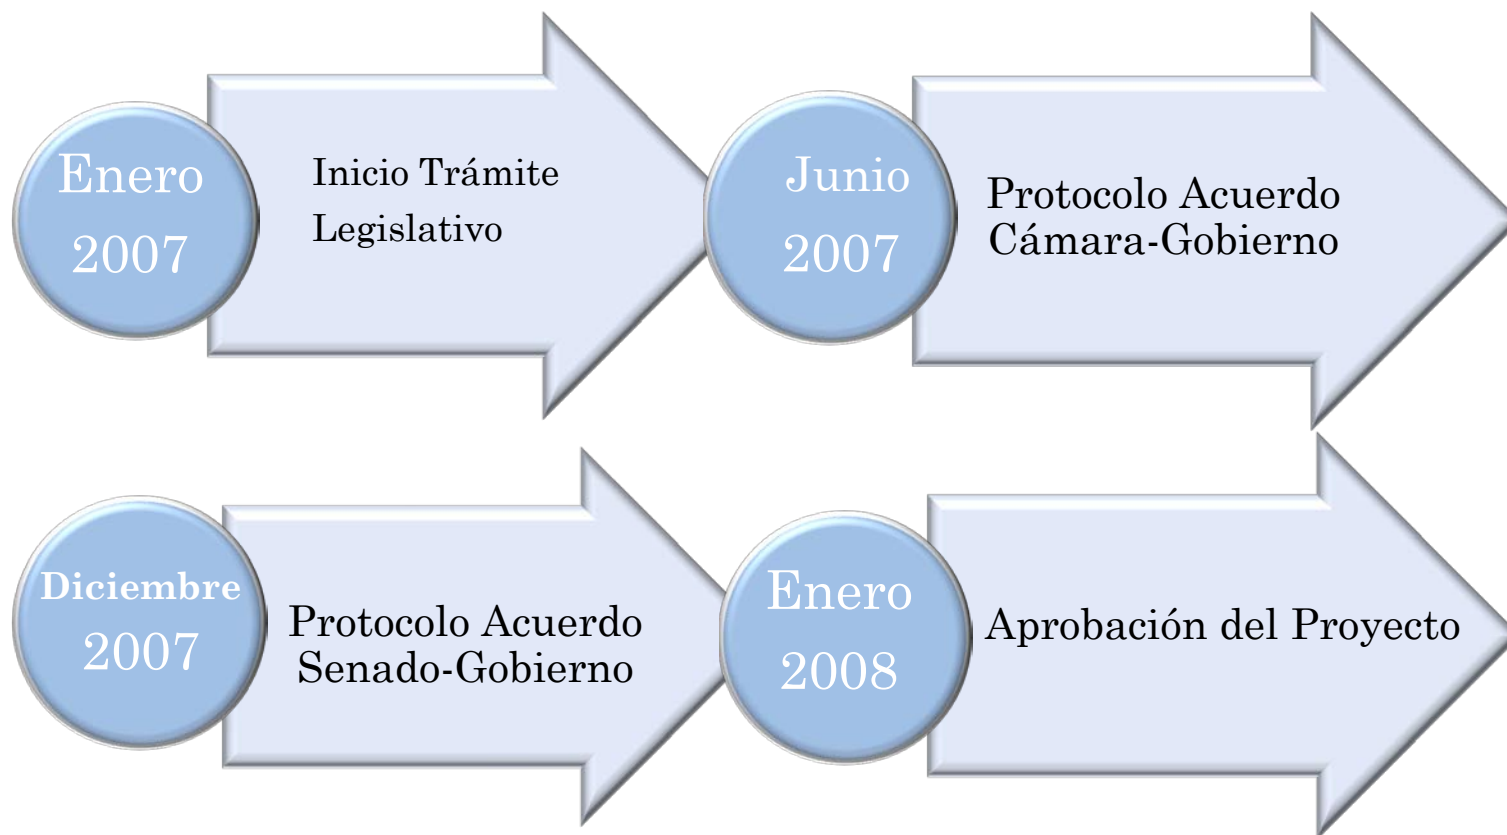 Enero
2007
Inicio Trámite
Legislativo
Junio
2007
Protocolo Acuerdo
Cámara-Gobierno
Diciembre
2007
Protocolo Acuerdo
Senado-Gobierno
Enero
2008
Aprobación del Proyecto